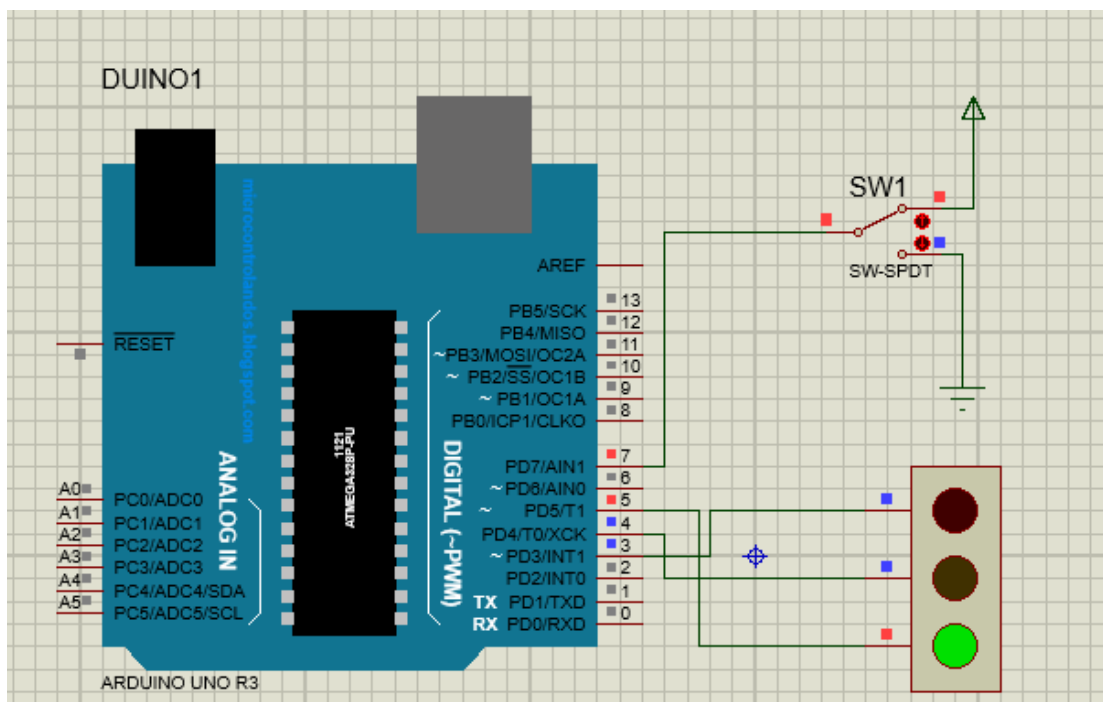 DUINO1
microcontrolandos.blogspot.com
SW1
SW-SPDT
AREF
RESET
PB5/SCK 13
PB4/MISO 12
~PB3/MOSI/OC2A 11
~ PB2/SS/OC1B 10
~ PB1/OC1A 9
PB0/ICP1/CLKO 8
1121
ATMEGA328P-PU
ANALOG IN
DIGITAL (~PWM)
PD7/AIN1 7
~ PD6/AIN0 6
~ PD5/T1 5
PD4/T0/XCK 4
~ PD3/INT1 3
PD2/INT0 2
TX PD1/TXD 1
RX PD0/RXD 0
A0 PC0/ADC0
A1 PC1/ADC1
A2 PC2/ADC2
A3 PC3/ADC3
A4 PC4/ADC4/SDA
A5 PC5/ADC5/SCL
ARDUINO UNO R3